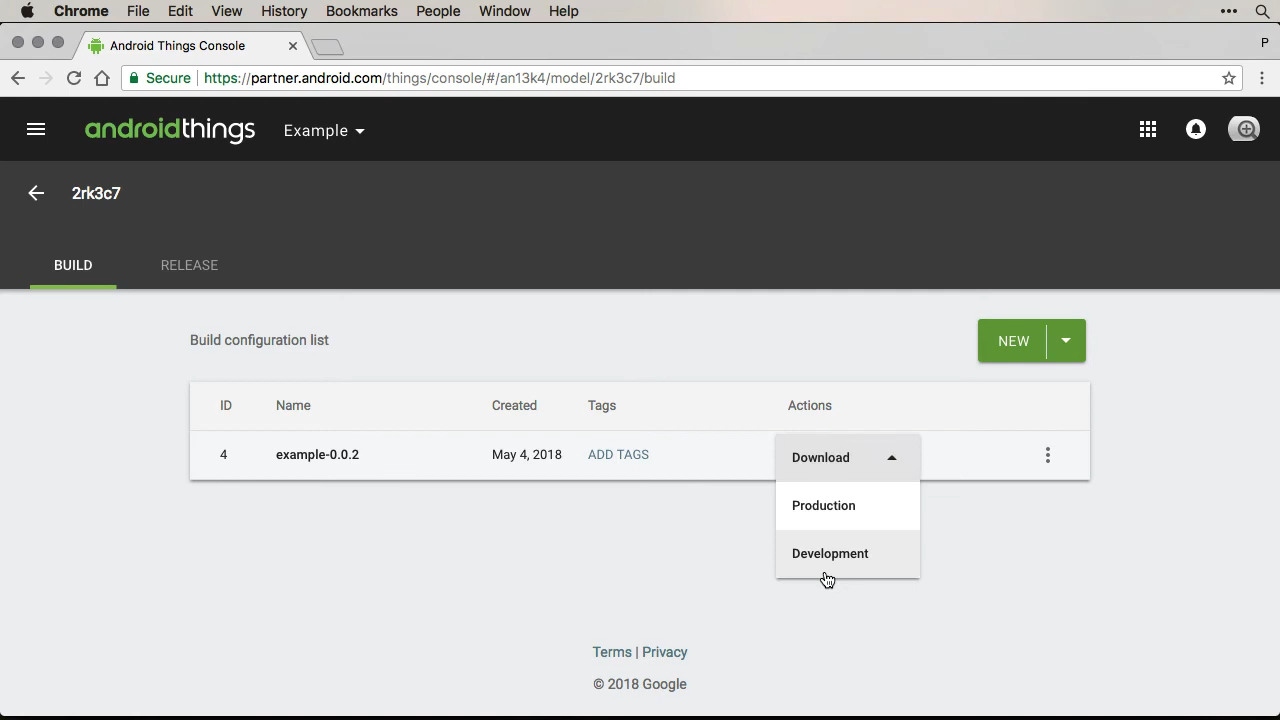 Chrome File Edit View History Bookmarks People Window Help
Android Things Console
P
Secure https://partner.android.com/things/console/#/an13k4/model/2rk3c7/build
androidthings Example
2rk3c7
BUILD RELEASE
Build configuration list
NEW
ID Name Created Tags Actions
4 example-0.0.2 May 4, 2018 ADD TAGS Download
Production
Development
Terms | Privacy
© 2018 Google